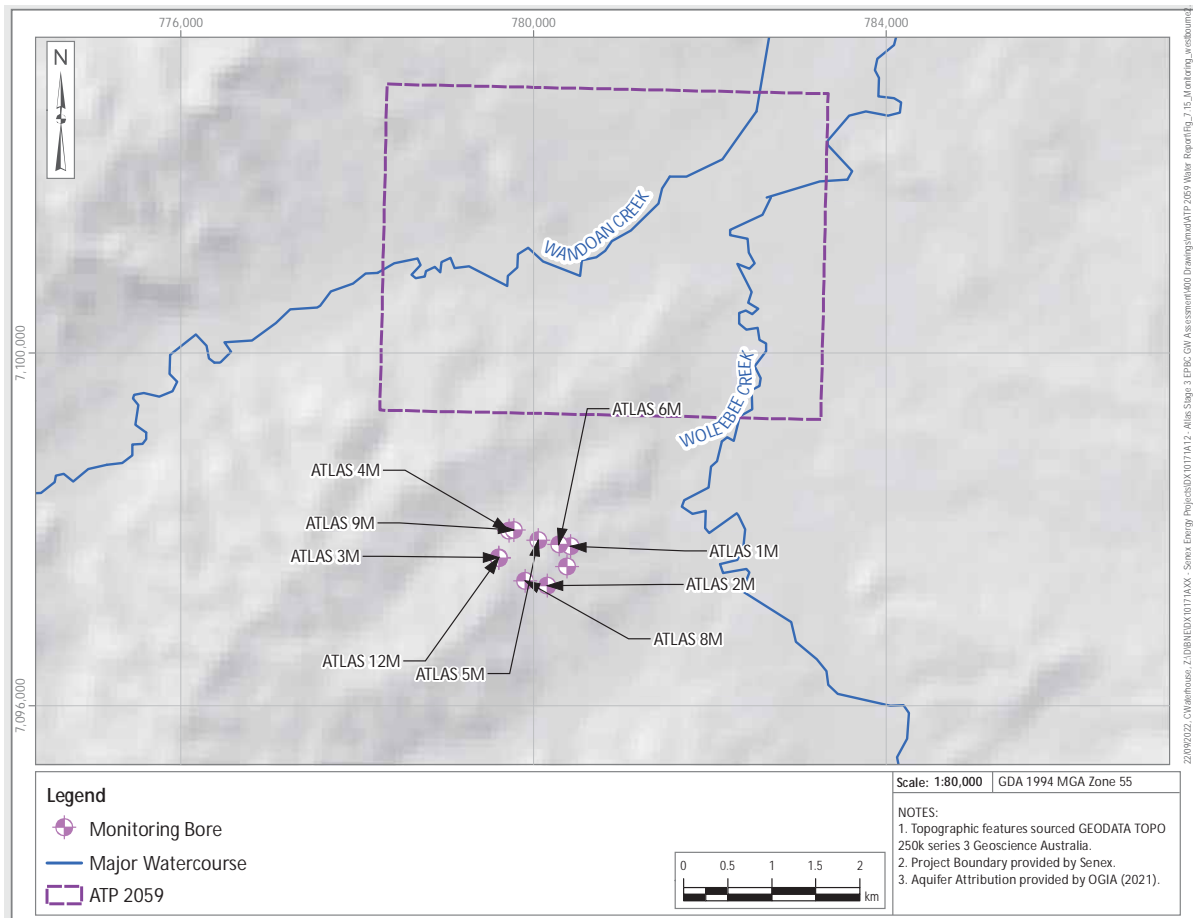 776,000
780,000
784,000
N
7,100,000
7,096,000
WANDOAN CREEK
WOLEEBEE CREEK
ATLAS 6M
ATLAS 4M
ATLAS 9M
ATLAS 3M
ATLAS 1M
ATLAS 2M
ATLAS 8M
ATLAS 12M
ATLAS 5M
Legend
Monitoring Bore
Major Watercourse
ATP 2059
0 0.5 1 1.5 2
km
Scale: 1:80,000 GDA 1994 MGA Zone 55
NOTES:
1. Topographic features sourced GEODATA TOPO
250k series 3 Geoscience Australia.
2. Project Boundary provided by Senex.
3. Aquifer Attribution provided by OGIA (2021).